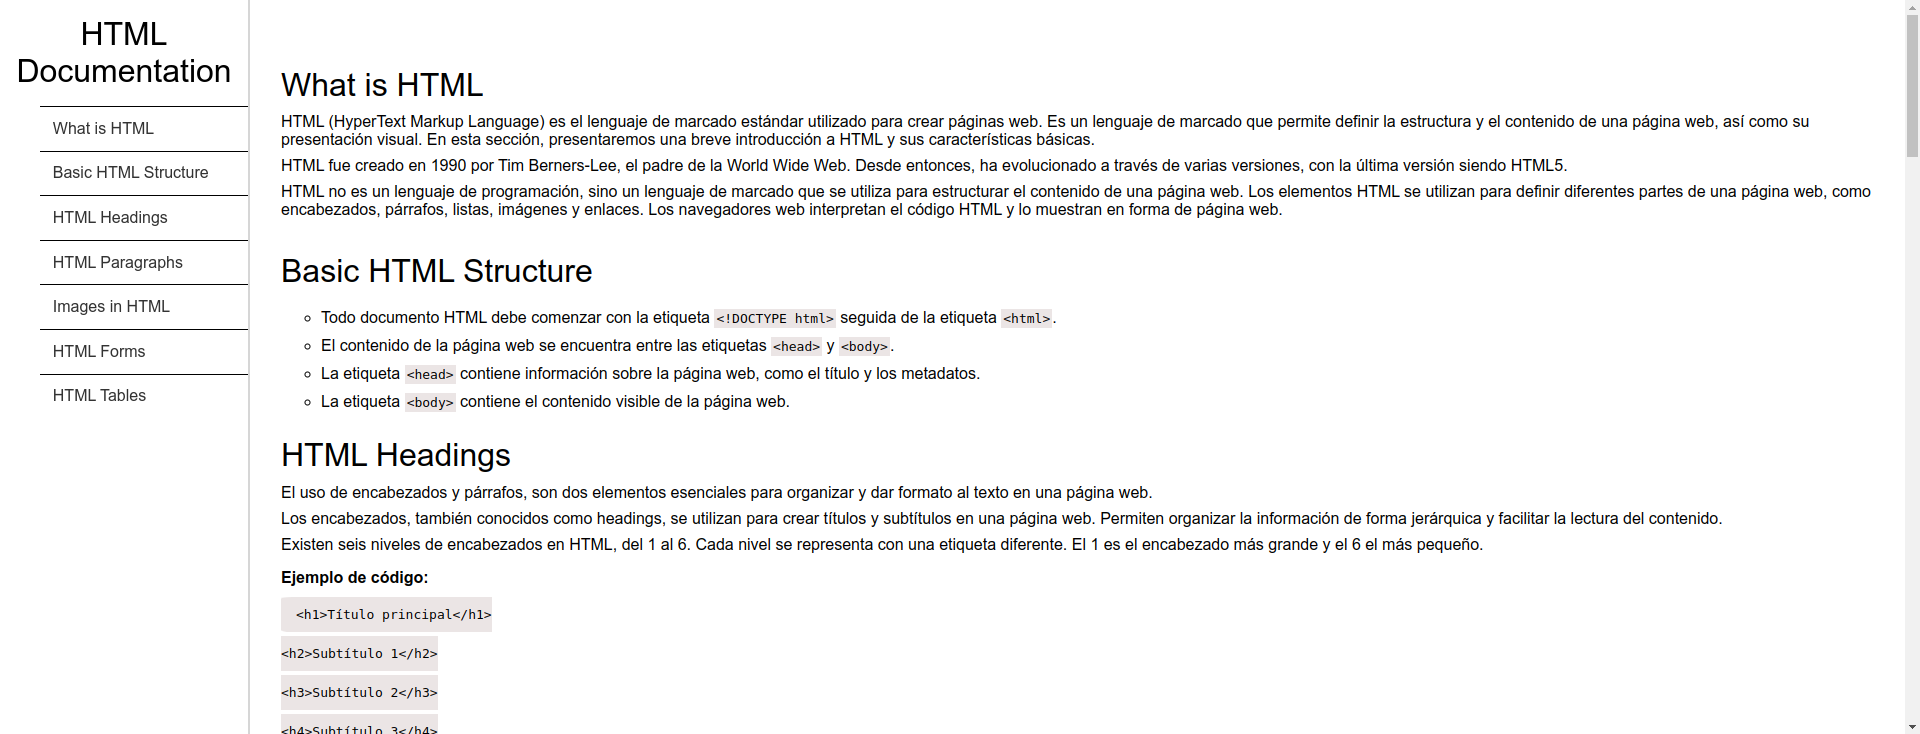 HTML
Documentation
What is HTML
Basic HTML Structure
HTML Headings
HTML Paragraphs
Images in HTML
HTML Forms
HTML Tables
What is HTML
HTML (HyperText Markup Language) es el lenguaje de marcado estándar utilizado para crear páginas web. Es un lenguaje de marcado que permite definir la estructura y el contenido de una página web, así como su
presentación visual. En esta sección, presentaremos una breve introducción a HTML y sus características básicas.
HTML fue creado en 1990 por Tim Berners-Lee, el padre de la World Wide Web. Desde entonces, ha evolucionado a través de varias versiones, con la última versión siendo HTML5.
HTML no es un lenguaje de programación, sino un lenguaje de marcado que se utiliza para estructurar el contenido de una página web. Los elementos HTML se utilizan para definir diferentes partes de una página web, como
encabezados, párrafos, listas, imágenes y enlaces. Los navegadores web interpretan el código HTML y lo muestran en forma de página web.
Basic HTML Structure
Todo documento HTML debe comenzar con la etiqueta <!DOCTYPE html> seguida de la etiqueta <html>.
El contenido de la página web se encuentra entre las etiquetas <head> y <body>.
La etiqueta <head> contiene información sobre la página web, como el título y los metadatos.
La etiqueta <body> contiene el contenido visible de la página web.
HTML Headings
El uso de encabezados y párrafos, son dos elementos esenciales para organizar y dar formato al texto en una página web.
Los encabezados, también conocidos como headings, se utilizan para crear títulos y subtítulos en una página web. Permiten organizar la información de forma jerárquica y facilitar la lectura del contenido.
Existen seis niveles de encabezados en HTML, del 1 al 6. Cada nivel se representa con una etiqueta diferente. El 1 es el encabezado más grande y el 6 el más pequeño.
Ejemplo de código:
<h1>Título principal</h1>
<h2>Subtítulo 1</h2>
<h3>Subtítulo 2</h3>
<h4>Subtítulo 3</h4>